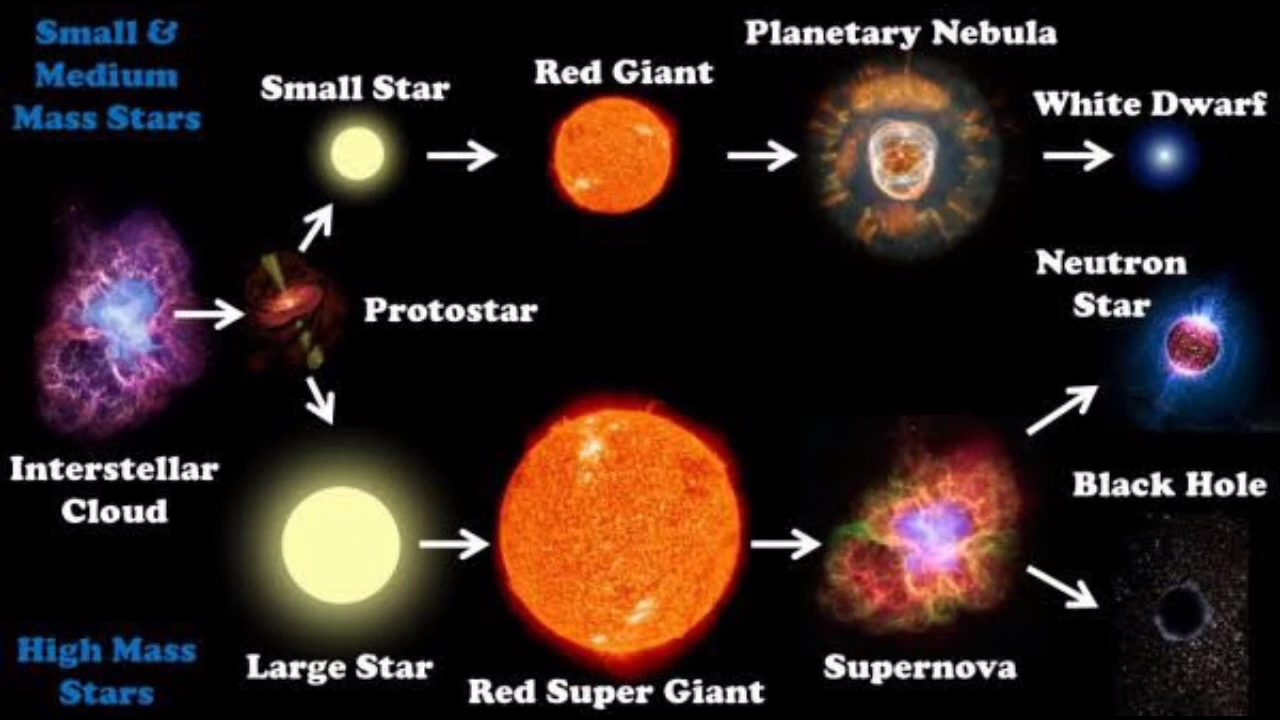 Small &
Medium
Mass Stars
Small Star
Red Giant
Planetary Nebula
White Dwarf
Interstellar
Cloud
Protostar
Neutron
Star
High Mass
Stars
Large Star
Red Super Giant
Supernova
Black Hole